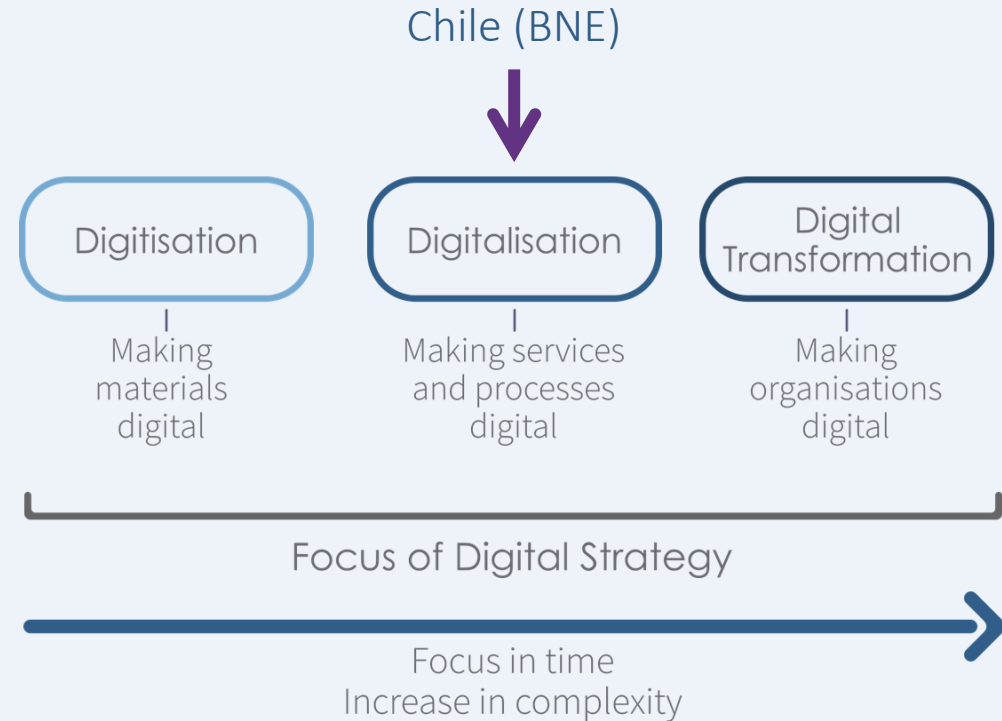 Chile (BNE)
Digitisation
Digitalisation
Digital
Transformation
Making
materials
digital
Making services
and processes
digital
Making
organisations
digital
Focus of Digital Strategy
Focus in time
Increase in complexity